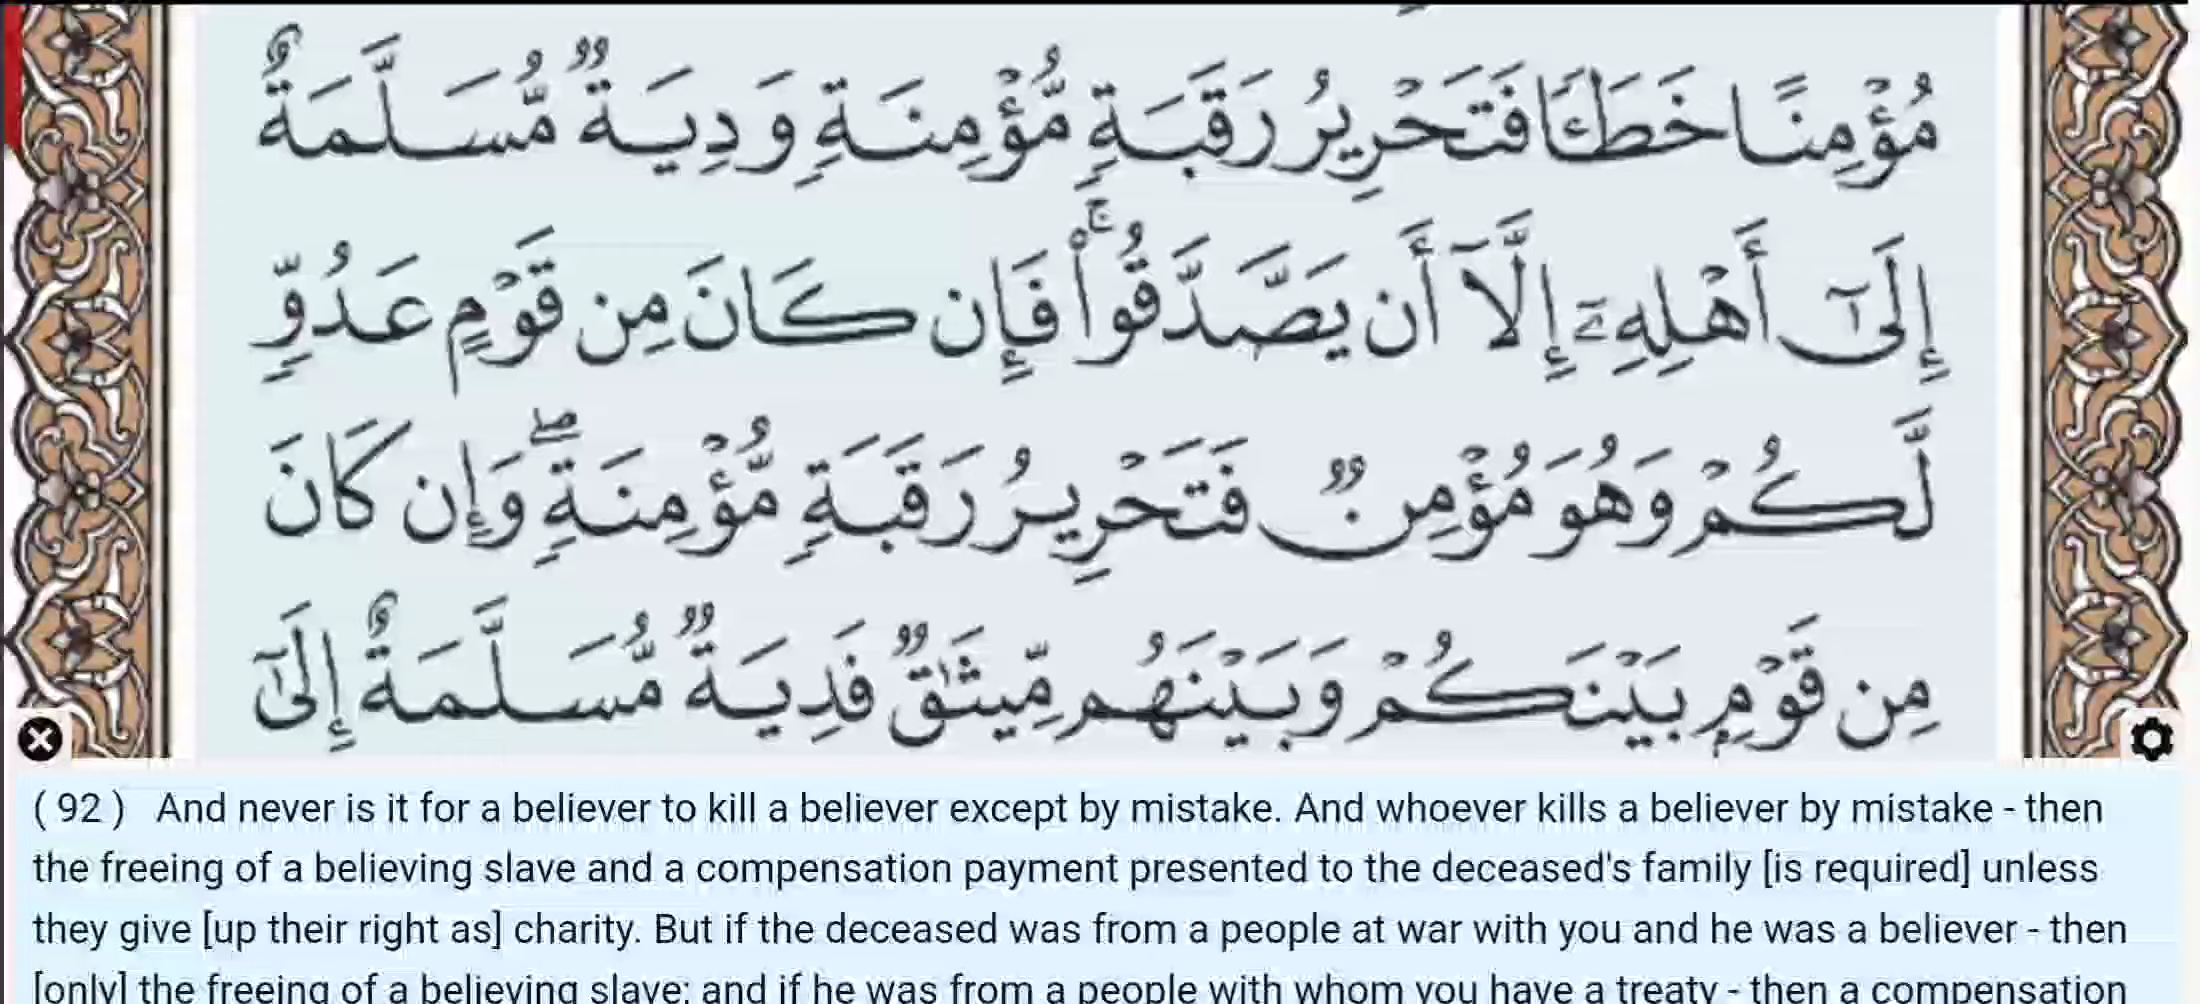 مُؤْمِنًا خَطَـًٔا فَتَحْرِيرُ رَقَبَةٍ مُّؤْمِنَةٍ وَدِيَةٌ مُّسَلَّمَةٌ
إِلَىٰٓ أَهْلِهِۦٓ إِلَّآ أَن يَصَّدَّقُوا۟ ۚ فَإِن كَانَ مِن قَوْمٍ عَدُوٍّ
لَّكُمْ وَهُوَ مُؤْمِنٌ فَتَحْرِيرُ رَقَبَةٍ مُّؤْمِنَةٍ ۖ وَإِن كَانَ
مِن قَوْمٍۭ بَيْنَكُمْ وَبَيْنَهُم مِّيثَـٰقٌ فَدِيَةٌ مُّسَلَّمَةٌ إِلَىٰٓ
( 92 ) And never is it for a believer to kill a believer except by mistake. And whoever kills a believer by mistake - then
the freeing of a believing slave and a compensation payment presented to the deceased's family [is required] unless
they give [up their right as] charity. But if the deceased was from a people at war with you and he was a believer - then
[only] the freeing of a believing slave; and if he was from a people with whom you have a treaty - then a compensation